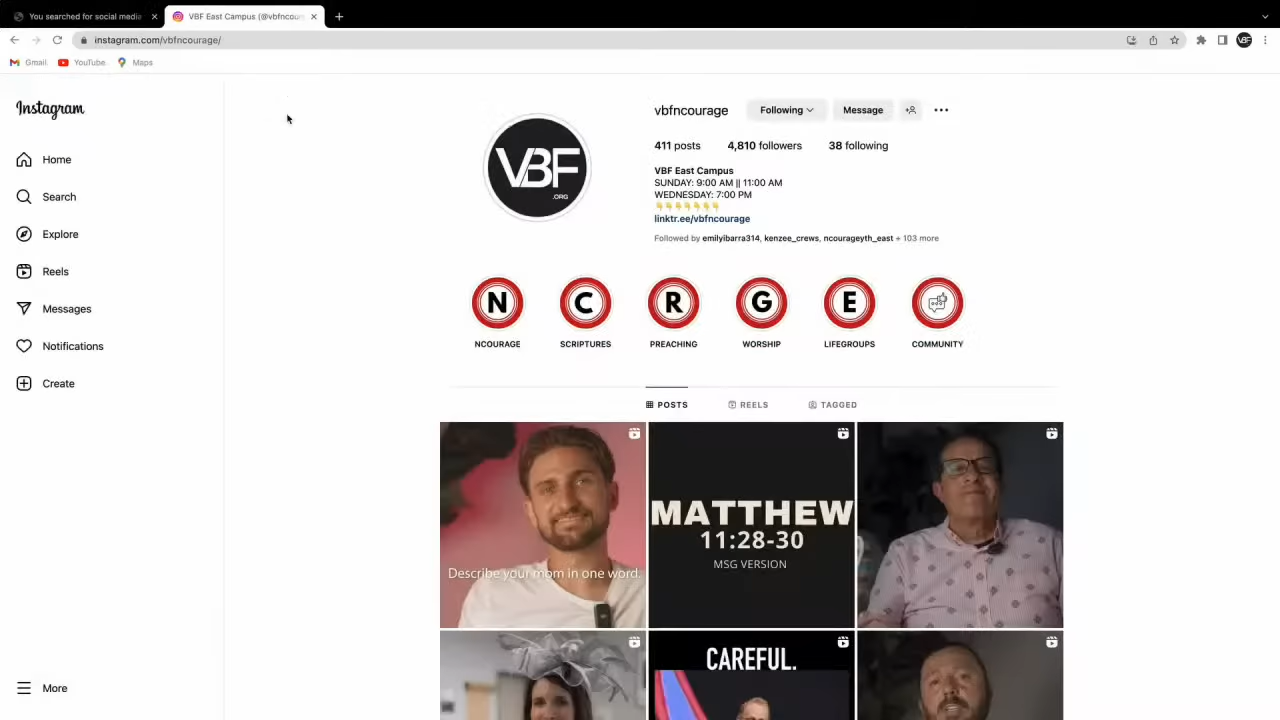 You searched for social media
VBF East Campus (@vbfncour
instagram.com/vbfncourage/
VBF
Gmail
YouTube
Maps
Instagram
Home
Search
Explore
Reels
Messages
Notifications
Create
More
VBF
.ORG
vbfncourage
Following
Message
411 posts
4,810 followers
38 following
VBF East Campus
SUNDAY: 9:00 AM || 11:00 AM
WEDNESDAY: 7:00 PM
👇👇👇👇👇👇👇
linktr.ee/vbfncourage
Followed by emilyibarra314, kenzee_crews, ncourageyth_east + 103 more
N
C
R
G
E
NCOURAGE
SCRIPTURES
PREACHING
WORSHIP
LIFEGROUPS
COMMUNITY
POSTS
REELS
TAGGED
Describe your mom in one word.
MATTHEW
11:28-30
MSG VERSION
CAREFUL.